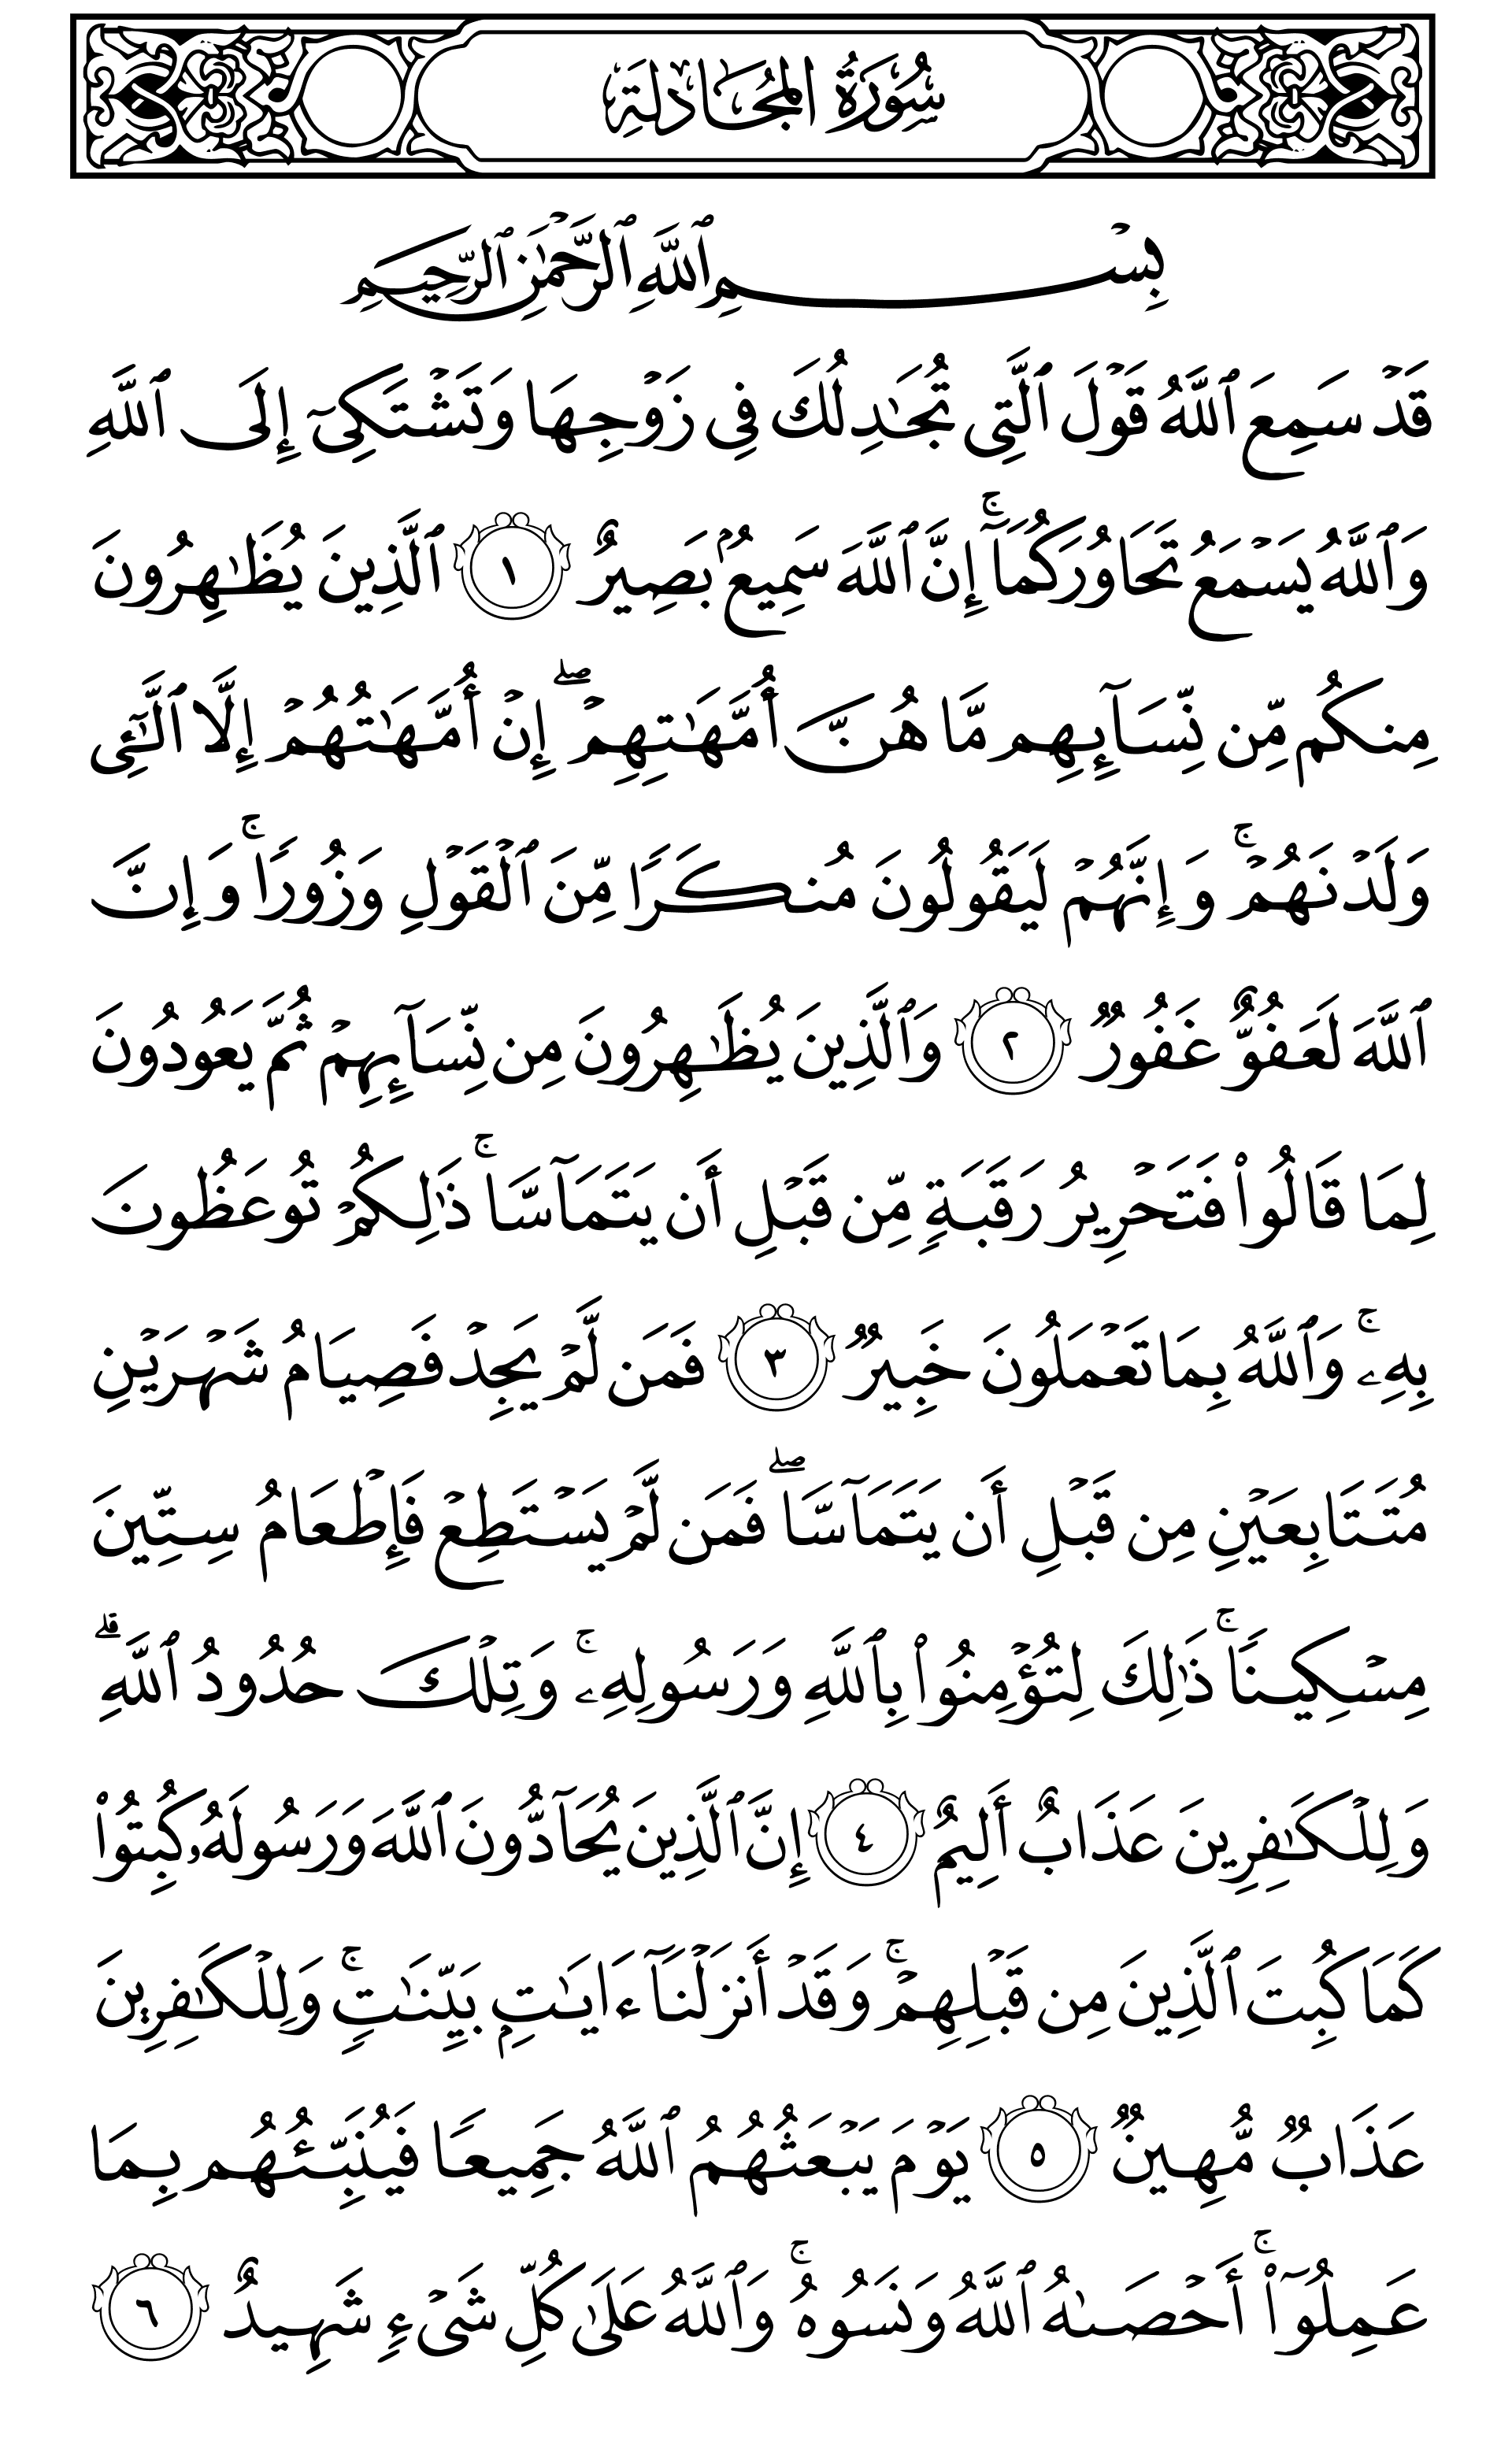 سُورَةُ المُجَادلَة
بِسۡمِ ٱللَّهِ ٱلرَّحۡمَٰنِ ٱلرَّحِيمِ
قَدۡ سَمِعَ ٱللَّهُ قَوۡلَ ٱلَّتِي تُجَٰدِلُكَ فِي زَوۡجِهَا وَتَشۡتَكِيٓ إِلَى ٱللَّهِ
وَٱللَّهُ يَسۡمَعُ تَحَاوُرَكُمَآۚ إِنَّ ٱللَّهَ سَمِيعُۢ بَصِيرٌ ١ ٱلَّذِينَ يُظَٰهِرُونَ
مِنكُم مِّن نِّسَآئِهِم مَّا هُنَّ أُمَّهَٰتِهِمۡۖ إِنۡ أُمَّهَٰتُهُمۡ إِلَّا ٱلَّٰٓـِٔي
وَلَدۡنَهُمۡۚ وَإِنَّهُمۡ لَيَقُولُونَ مُنكَرٗا مِّنَ ٱلۡقَوۡلِ وَزُورٗاۚ وَإِنَّ
ٱللَّهَ لَعَفُوٌّ غَفُورٞ ٢ وَٱلَّذِينَ يُظَٰهِرُونَ مِن نِّسَآئِهِمۡ ثُمَّ يَعُودُونَ
لِمَا قَالُواْ فَتَحۡرِيرُ رَقَبَةٖ مِّن قَبۡلِ أَن يَتَمَآسَّاۚ ذَٰلِكُمۡ تُوعَظُونَ
بِهِۦۚ وَٱللَّهُ بِمَا تَعۡمَلُونَ خَبِيرٞ ٣ فَمَن لَّمۡ يَجِدۡ فَصِيَامُ شَهۡرَيۡنِ
مُتَتَابِعَيۡنِ مِن قَبۡلِ أَن يَتَمَآسَّاۖ فَمَن لَّمۡ يَسۡتَطِعۡ فَإِطۡعَامُ سِتِّينَ
مِسۡكِينٗاۚ ذَٰلِكَ لِتُؤۡمِنُواْ بِٱللَّهِ وَرَسُولِهِۦۚ وَتِلۡكَ حُدُودُ ٱللَّهِۗ
وَلِلۡكَٰفِرِينَ عَذَابٌ أَلِيمٌ ٤ إِنَّ ٱلَّذِينَ يُحَآدُّونَ ٱللَّهَ وَرَسُولَهُۥ كُبِتُواْ
كَمَا كُبِتَ ٱلَّذِينَ مِن قَبۡلِهِمۡۚ وَقَدۡ أَنزَلۡنَآ ءَايَٰتِۭ بَيِّنَٰتٖۚ وَلِلۡكَٰفِرِينَ
عَذَابٞ مُّهِينٞ ٥ يَوۡمَ يَبۡعَثُهُمُ ٱللَّهُ جَمِيعٗا فَيُنَبِّئُهُم بِمَا
عَمِلُوٓاْۚ أَحۡصَىٰهُ ٱللَّهُ وَنَسُوهُۚ وَٱللَّهُ عَلَىٰ كُلِّ شَيۡءٖ شَهِيدٌ ٦